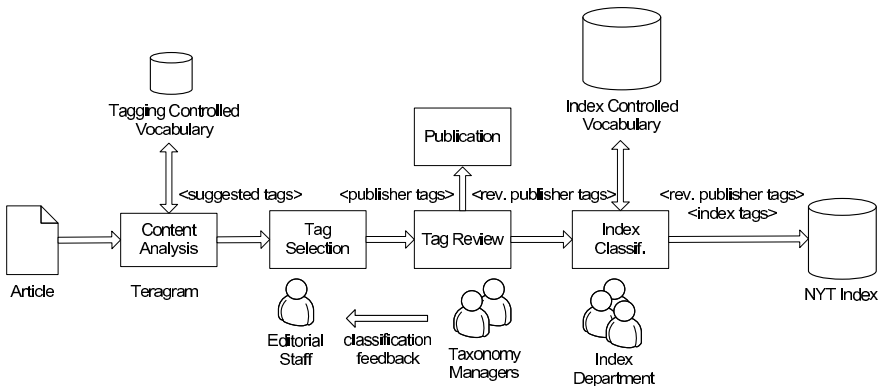 Tagging Controlled
Vocabulary
Index Controlled
Vocabulary
Publication
<suggested tags>
<publisher tags>
<rev. publisher tags>
<rev. publisher tags>
<index tags>
Content
Analysis
Tag
Selection
Tag Review
Index
Classif.
Article
Teragram
NYT Index
Editorial
Staff
classification
feedback
Taxonomy
Managers
Index
Department